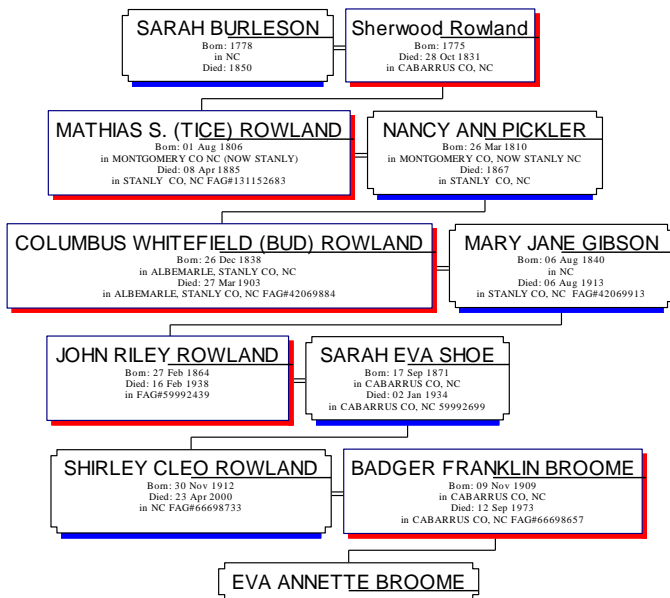 SARAH BURLESON
Born: 1778
in NC
Died: 1850
Sherwood Rowland
Born: 1775
Died: 28 Oct 1831
in CABARRUS CO, NC
MATHIAS S. (TICE) ROWLAND
Born: 01 Aug 1806
in MONTGOMERY CO NC (NOW STANLY)
Died: 08 Apr 1885
in STANLY CO, NC FAG#131152683
NANCY ANN PICKLER
Born: 26 Mar 1810
in MONTGOMERY CO, NOW STANLY NC
Died: 1867
in STANLY CO, NC
COLUMBUS WHITEFIELD (BUD) ROWLAND
Born: 26 Dec 1838
in ALBEMARLE, STANLY CO, NC
Died: 27 Mar 1903
in ALBEMARLE, STANLY CO, NC FAG#42069884
MARY JANE GIBSON
Born: 06 Aug 1840
in NC
Died: 06 Aug 1913
in STANLY CO, NC FAG#42069913
JOHN RILEY ROWLAND
Born: 27 Feb 1864
Died: 16 Feb 1938
in FAG#59992439
SARAH EVA SHOE
Born: 17 Sep 1871
in CABARRUS CO, NC
Died: 02 Jan 1934
in CABARRUS CO, NC 59992699
SHIRLEY CLEO ROWLAND
Born: 30 Nov 1912
Died: 23 Apr 2000
in NC FAG#66698733
BADGER FRANKLIN BROOME
Born: 09 Nov 1909
in CABARRUS CO, NC
Died: 12 Sep 1973
in CABARRUS CO, NC FAG#66698657
EVA ANNETTE BROOME